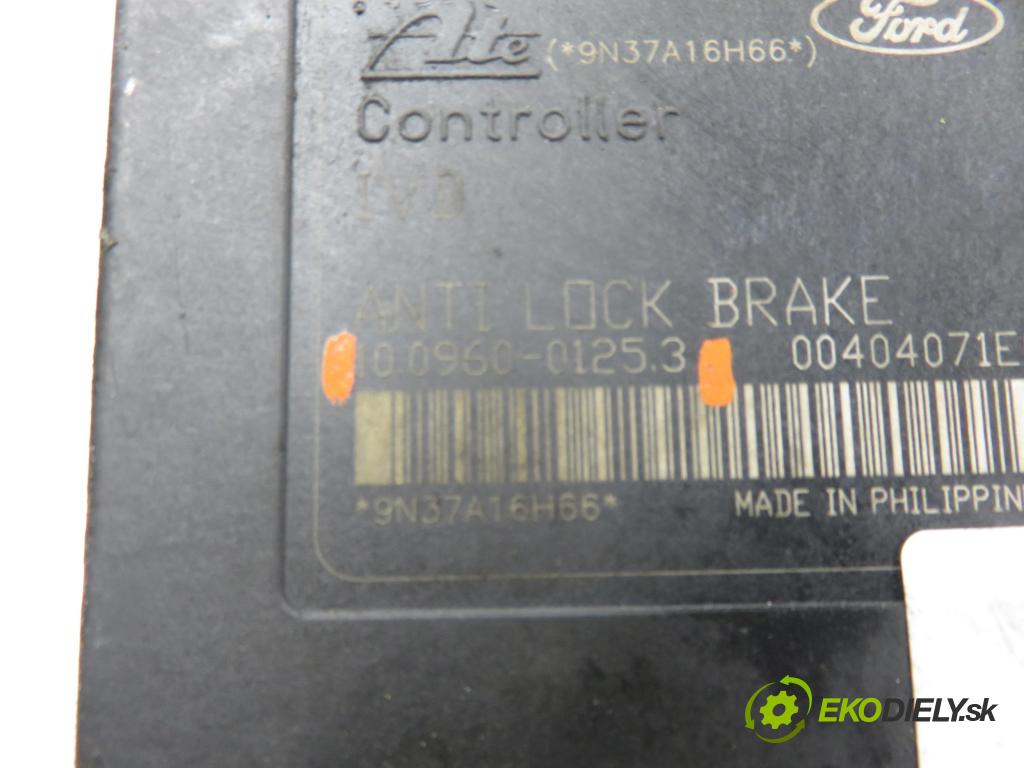 Ford
Ate (*9N37A16H66*)
Controller
IVD
ANTI LOCK BRAKE
10.0960-0125.3 00404071E
*9N37A16H66* MADE IN PHILIPPIN
EKODIELY.sk